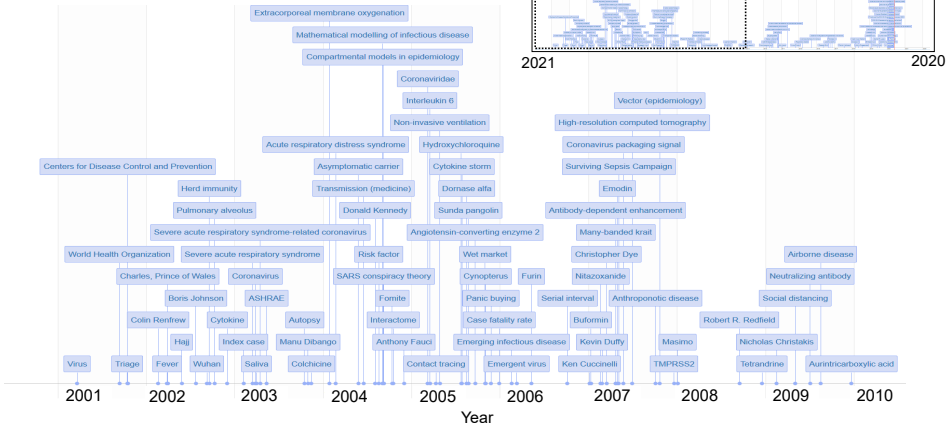 Extracorporeal membrane oxygenation
Mathematical modelling of infectious disease
Compartmental models in epidemiology
2021
2020
Coronaviridae
Interleukin 6
Vector (epidemiology)
Non-invasive ventilation
High-resolution computed tomography
Acute respiratory distress syndrome
Hydroxychloroquine
Coronavirus packaging signal
Centers for Disease Control and Prevention
Asymptomatic carrier
Cytokine storm
Surviving Sepsis Campaign
Herd immunity
Transmission (medicine)
Dornase alfa
Emodin
Pulmonary alveolus
Donald Kennedy
Sunda pangolin
Antibody-dependent enhancement
Severe acute respiratory syndrome-related coronavirus
Angiotensin-converting enzyme 2
Many-banded krait
World Health Organization
Severe acute respiratory syndrome
Risk factor
Wet market
Christopher Dye
Airborne disease
Charles, Prince of Wales
Coronavirus
SARS conspiracy theory
Cynopterus
Furin
Nitazoxanide
Neutralizing antibody
Boris Johnson
ASHRAE
Fomite
Panic buying
Serial interval
Anthroponotic disease
Social distancing
Colin Renfrew
Cytokine
Autopsy
Interactome
Case fatality rate
Buformin
Robert R. Redfield
Hajj
Index case
Manu Dibango
Anthony Fauci
Emerging infectious disease
Kevin Duffy
Masimo
Nicholas Christakis
Virus
Triage
Fever
Wuhan
Saliva
Colchicine
Contact tracing
Emergent virus
Ken Cuccinelli
TMPRSS2
Tetrandrine
Aurintricarboxylic acid
2001
2002
2003
2004
2005
2006
2007
2008
2009
2010
Year